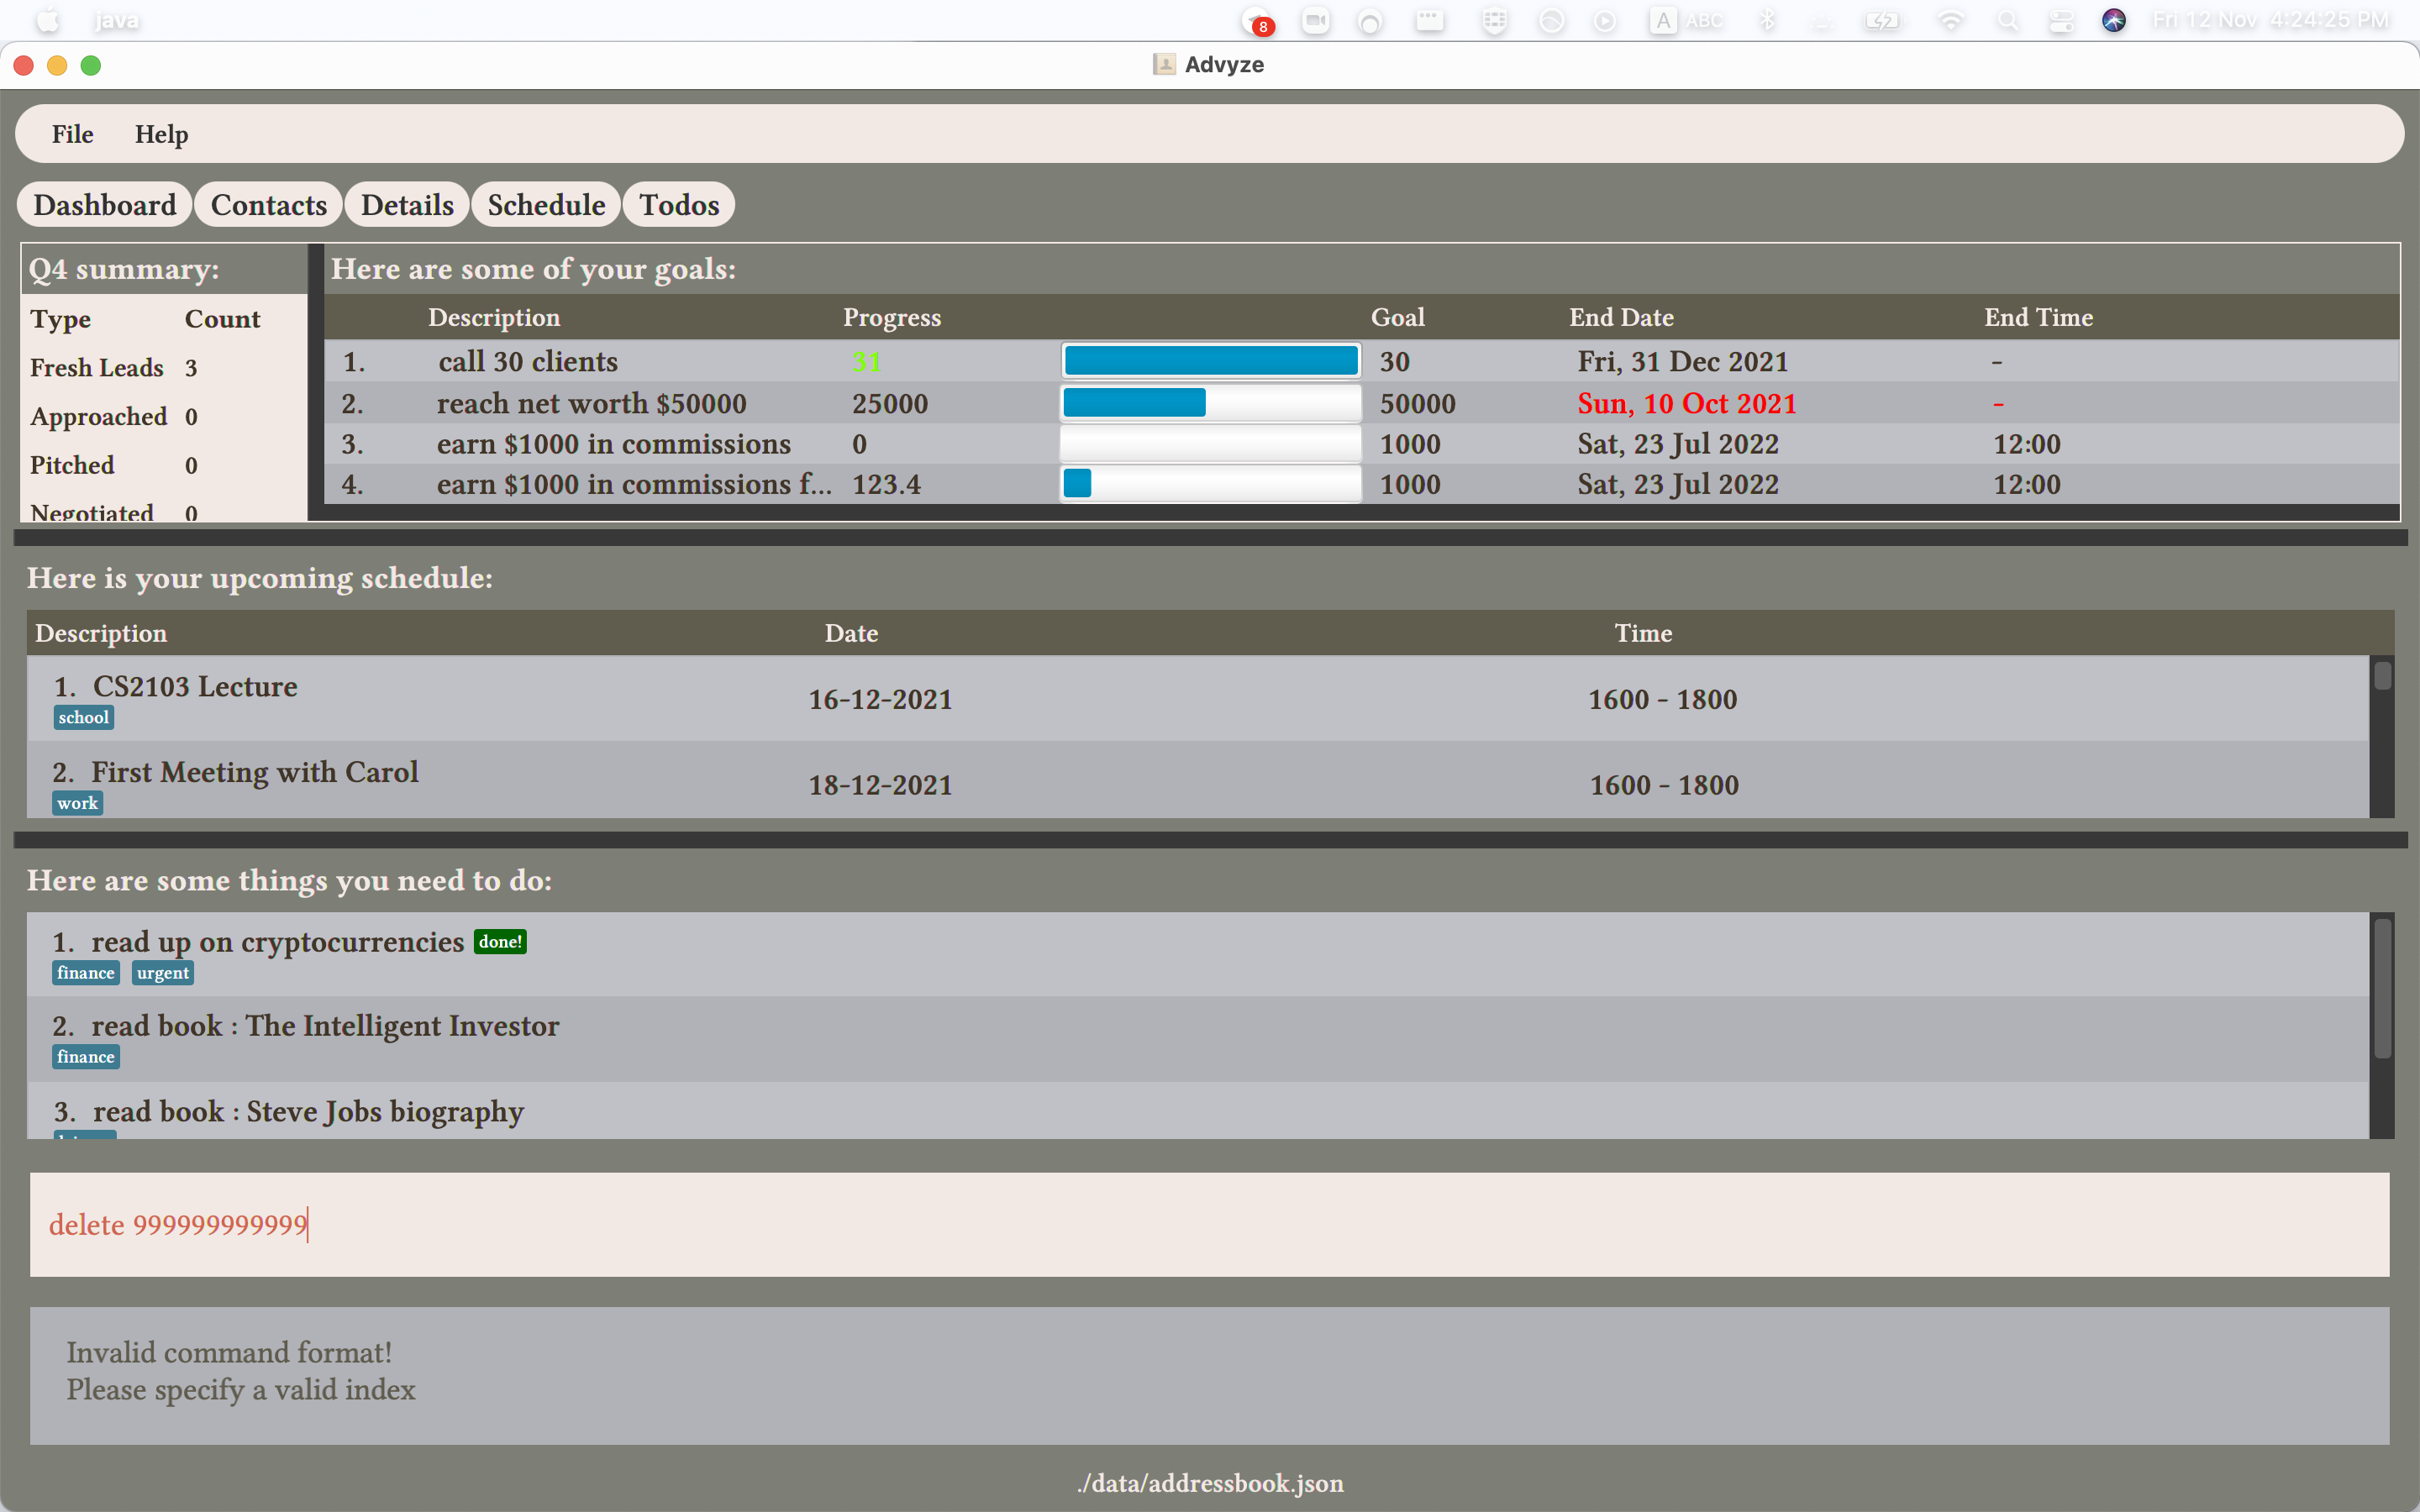 java
8
A ABC
Fri 12 Nov 4:24:25 PM
Advyze
File Help
Dashboard Contacts Details Schedule Todos
Q4 summary:
Type Count
Fresh Leads 3
Approached 0
Pitched 0
Negotiated 0
Here are some of your goals:
Description Progress Goal End Date End Time
1. call 30 clients 31 30 Fri, 31 Dec 2021 -
2. reach net worth $50000 25000 50000 Sun, 10 Oct 2021 -
3. earn $1000 in commissions 0 1000 Sat, 23 Jul 2022 12:00
4. earn $1000 in commissions f... 123.4 1000 Sat, 23 Jul 2022 12:00
Here is your upcoming schedule:
Description Date Time
1. CS2103 Lecture 16-12-2021 1600 - 1800
school
2. First Meeting with Carol 18-12-2021 1600 - 1800
work
Here are some things you need to do:
1. read up on cryptocurrencies done!
finance urgent
2. read book : The Intelligent Investor
finance
3. read book : Steve Jobs biography
delete 999999999999
Invalid command format!
Please specify a valid index
./data/addressbook.json